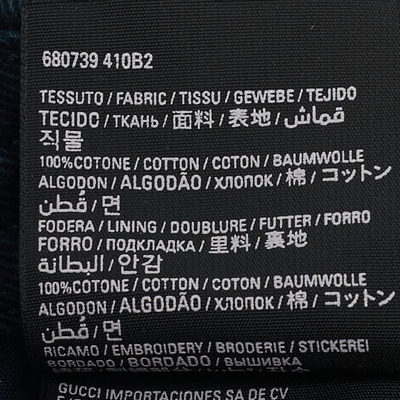 680739 410B2
TESSUTO / FABRIC / TISSU / GEWEBE / TEJIDO
TECIDO / ТКАНЬ / 面料 / 表地 / قماش /
직물
100%COTONE / COTTON / COTON / BAUMWOLLE
ALGODON / ALGODÃO / ХЛОПОК / 棉 / コットン
/ قُطن / 면
FODERA / LINING / DOUBLURE / FUTTER / FORRO
FORRO / ПОДКЛАДКА / 里料 / 裏地
/ البطانة / 안감
100%COTONE / COTTON / COTON / BAUMWOLLE
ALGODON / ALGODÃO / ХЛОПОК / 棉 / コットン
/ قُطن / 면
RICAMO / EMBROIDERY / BRODERIE / STICKEREI
BORDADO / BORDADO / ВЫШИВКА
GUCCI IMPORTACIONES SA DE CV